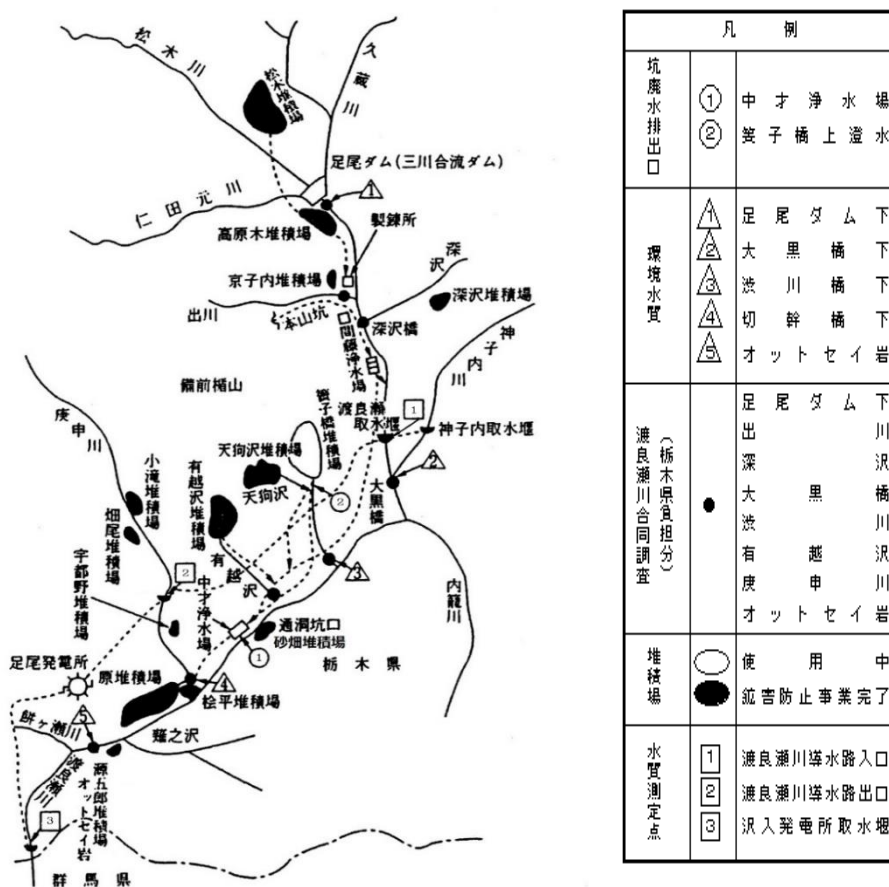 松木川
久蔵川
松木堆積場
足尾ダム(三川合流ダム)
1
仁田元川
高原木堆積場
製錬所
深沢
京子内堆積場
深沢堆積場
出川
本山坑
間藤浄水場
深沢橋
神子内川
備前楯山
簀子橋堆積場
渡良瀬取水堰
1
神子内取水堰
庚申川
小滝堆積場
有越沢堆積場
天狗沢堆積場
天狗沢
2
大黒橋
2
畑尾堆積場
宇都野堆積場
2
有越沢
中才浄水場
3
内籠川
通洞坑口
砂畑堆積場
1
栃木県
足尾発電所
原堆積場
4
桧平堆積場
餅ヶ瀬川
5
薙之沢
渡良瀬川
源五郎堆積場
オットセイ岩
3
群馬県
凡例
坑廃水排出口
1 中才浄水場
2 簀子橋上澄水
環境水質
1 足尾ダム下
2 大黒橋下
3 渋川橋下
4 切幹橋下
5 オットセイ岩
渡良瀬川合同調査
(栃木県負担分)
足尾ダム下
出川
深沢
大黒橋
渋川
有越沢
庚申川
オットセイ岩
堆積場
使用中
鉱害防止事業完了
水質測定点
1 渡良瀬川導水路入口
2 渡良瀬川導水路出口
3 沢入発電所取水堰